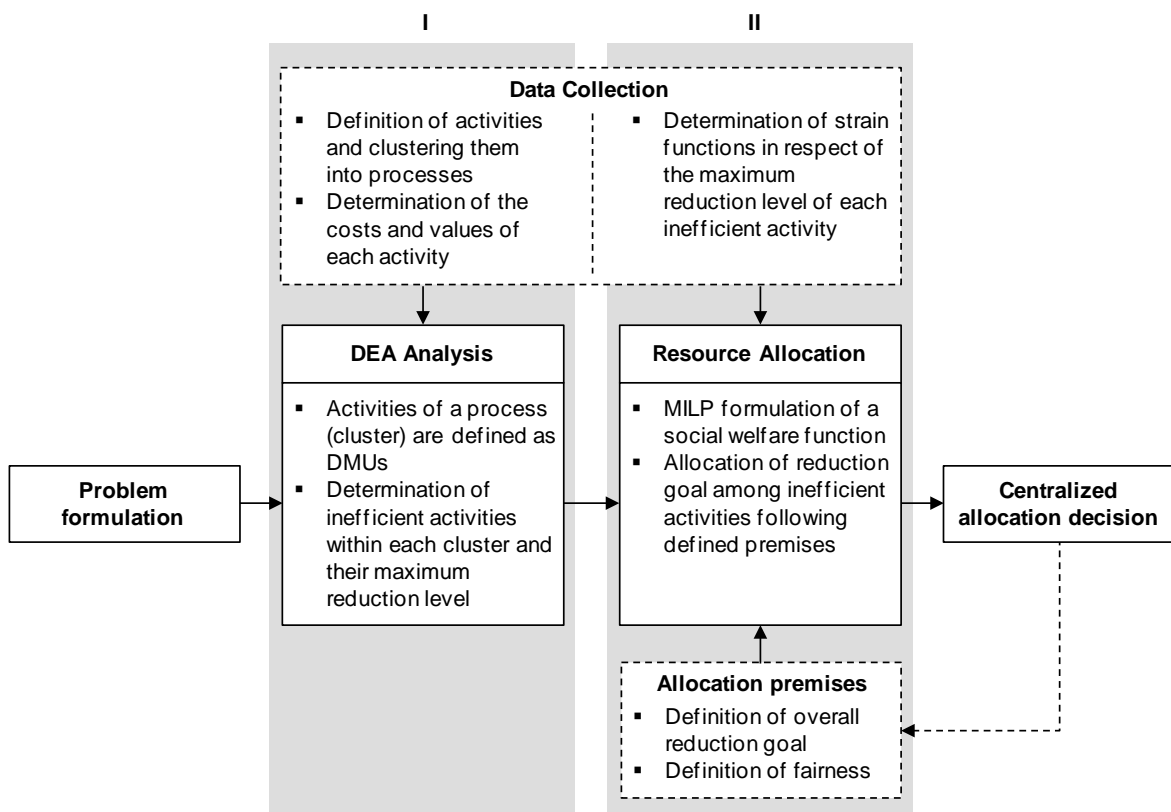 I
II
Data Collection
▪ Definition of activities
and clustering them
into processes
▪ Determination of the
costs and values of
each activity
▪ Determination of strain
functions in respect of
the maximum
reduction level of each
inefficient activity
DEA Analysis
▪ Activities of a process
(cluster) are defined as
DMUs
▪ Determination of
inefficient activities
within each cluster and
their maximum
reduction level
Resource Allocation
▪ MILP formulation of a
social welfare function
▪ Allocation of reduction
goal among inefficient
activities following
defined premises
Problem
formulation
Centralized
allocation decision
Allocation premises
▪ Definition of overall
reduction goal
▪ Definition of fairness